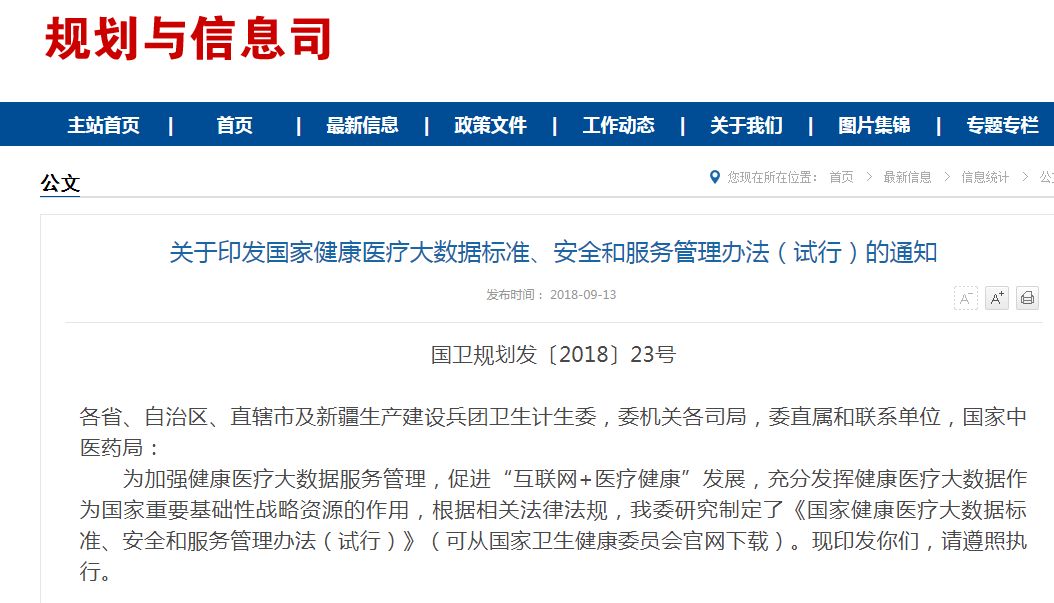 规划与信息司
主站首页 | 首页 | 最新信息 | 政策文件 | 工作动态 | 关于我们 | 图片集锦 | 专题专栏
公文
您现在所在位置： 首页 > 最新信息 > 信息统计 > 公文
关于印发国家健康医疗大数据标准、安全和服务管理办法（试行）的通知
发布时间： 2018-09-13
A- A+
国卫规划发〔2018〕23号
各省、自治区、直辖市及新疆生产建设兵团卫生计生委，委机关各司局，委直属和联系单位，国家中
医药局：
为加强健康医疗大数据服务管理，促进“互联网+医疗健康”发展，充分发挥健康医疗大数据作
为国家重要基础性战略资源的作用，根据相关法律法规，我委研究制定了《国家健康医疗大数据标
准、安全和服务管理办法（试行）》（可从国家卫生健康委员会官网下载）。现印发你们，请遵照执
行。